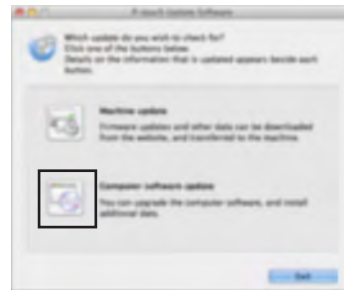 P-touch Update Software
Which update do you wish to check for?
Click one of the buttons below.
Details on the information that is updated appears beside each
button.
Machine update
Firmware updates and other data can be downloaded
from the website, and transferred to the machine.
Computer software update
You can upgrade the computer software, and install
additional data.
Exit